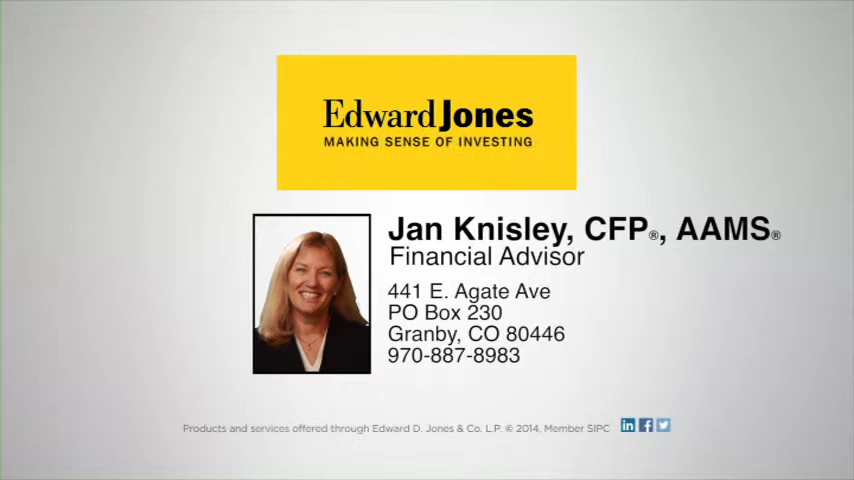 Edward Jones
MAKING SENSE OF INVESTING
Jan Knisley, CFP®, AAMS®
Financial Advisor
441 E. Agate Ave
PO Box 230
Granby, CO 80446
970-887-8983
Products and services offered through Edward D. Jones & Co. L.P. ® 2014, Member SIPC